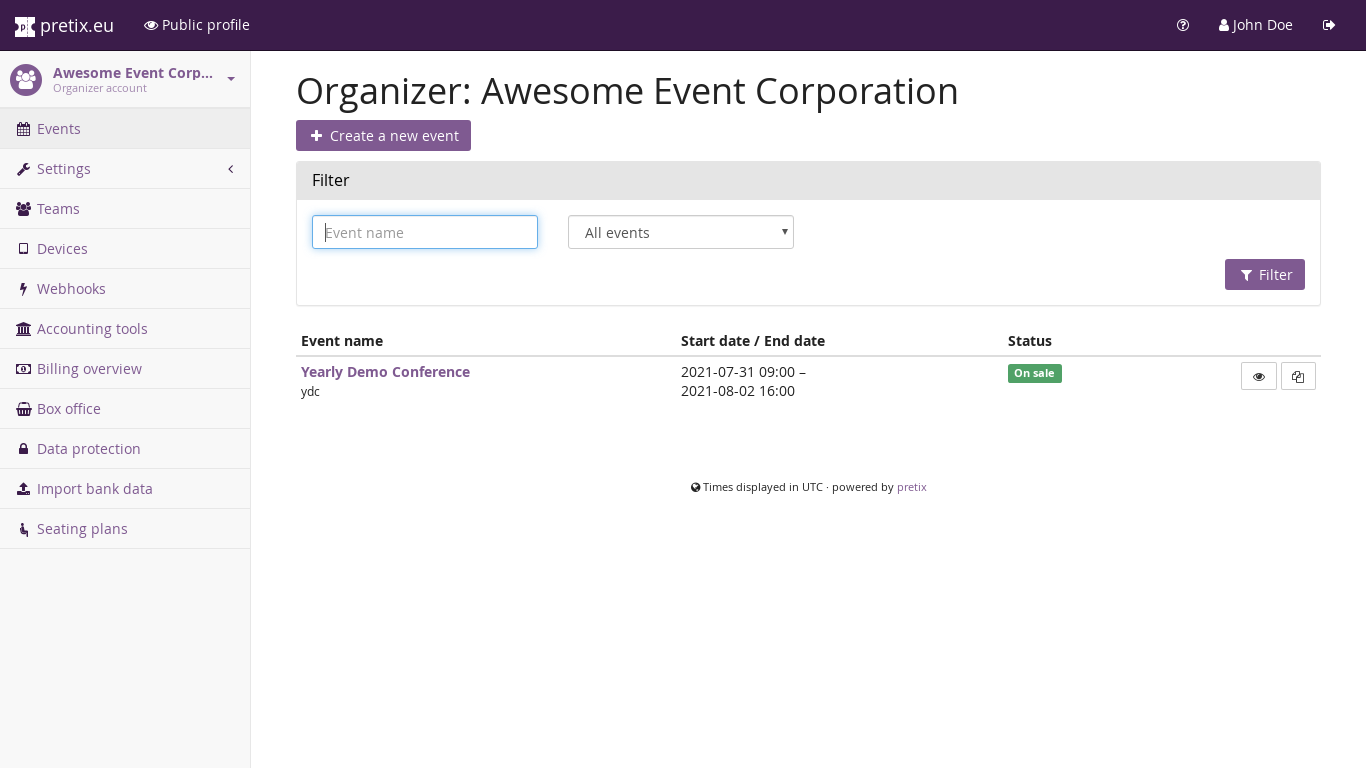 pretix.eu
Public profile
John Doe
Awesome Event Corp...
Organizer account
Events
Settings
Teams
Devices
Webhooks
Accounting tools
Billing overview
Box office
Data protection
Import bank data
Seating plans
Organizer: Awesome Event Corporation
Create a new event
Filter
Event name
All events
Filter
Event name Start date / End date Status
Yearly Demo Conference 2021-07-31 09:00 – On sale
ydc 2021-08-02 16:00
Times displayed in UTC · powered by pretix